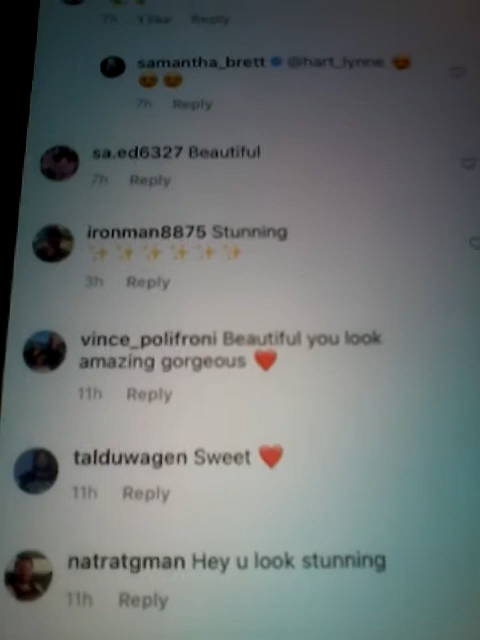 7h 1 like Reply
samantha_brett @hart_lynne 😍
😍 😍
7h Reply
sa.ed6327 Beautiful
7h Reply
ironman8875 Stunning
✨ ✨ ✨ ✨ ✨ ✨
3h Reply
vince_polifroni Beautiful you look
amazing gorgeous ❤️
11h Reply
talduwagen Sweet ❤️
11h Reply
natratgman Hey u look stunning
11h Reply